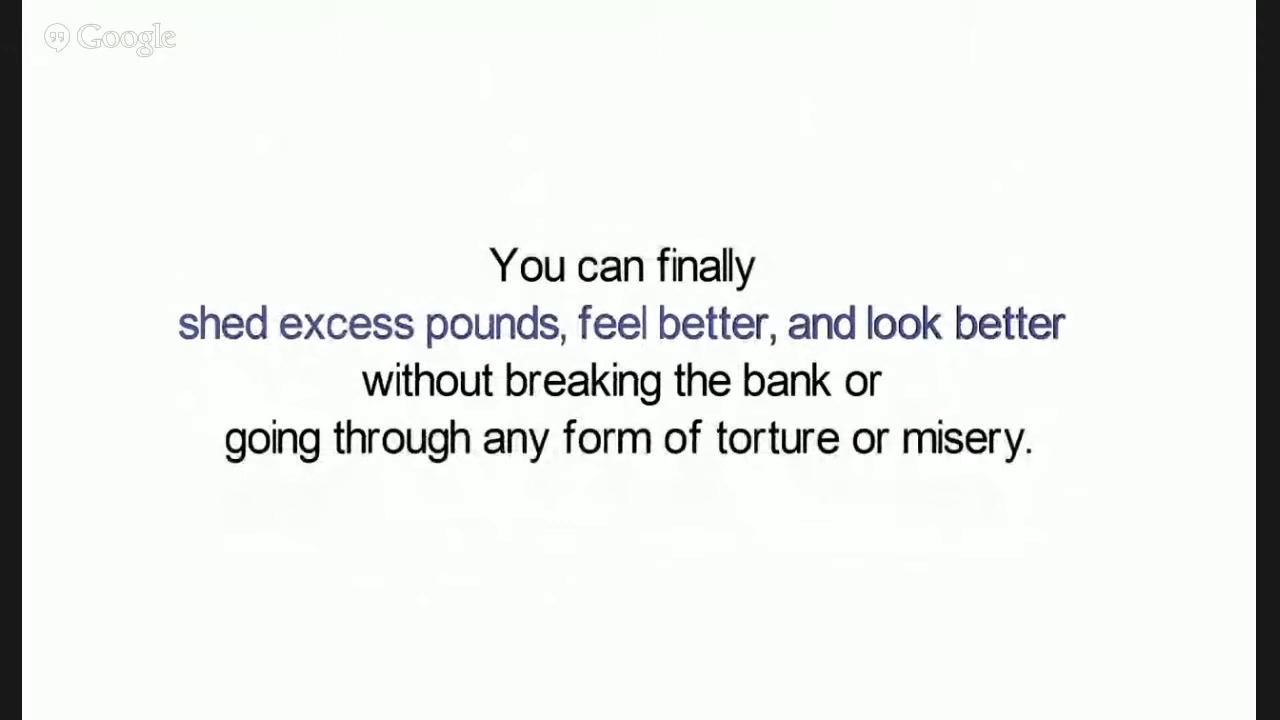 Google
You can finally
shed excess pounds, feel better, and look better
without breaking the bank or
going through any form of torture or misery.